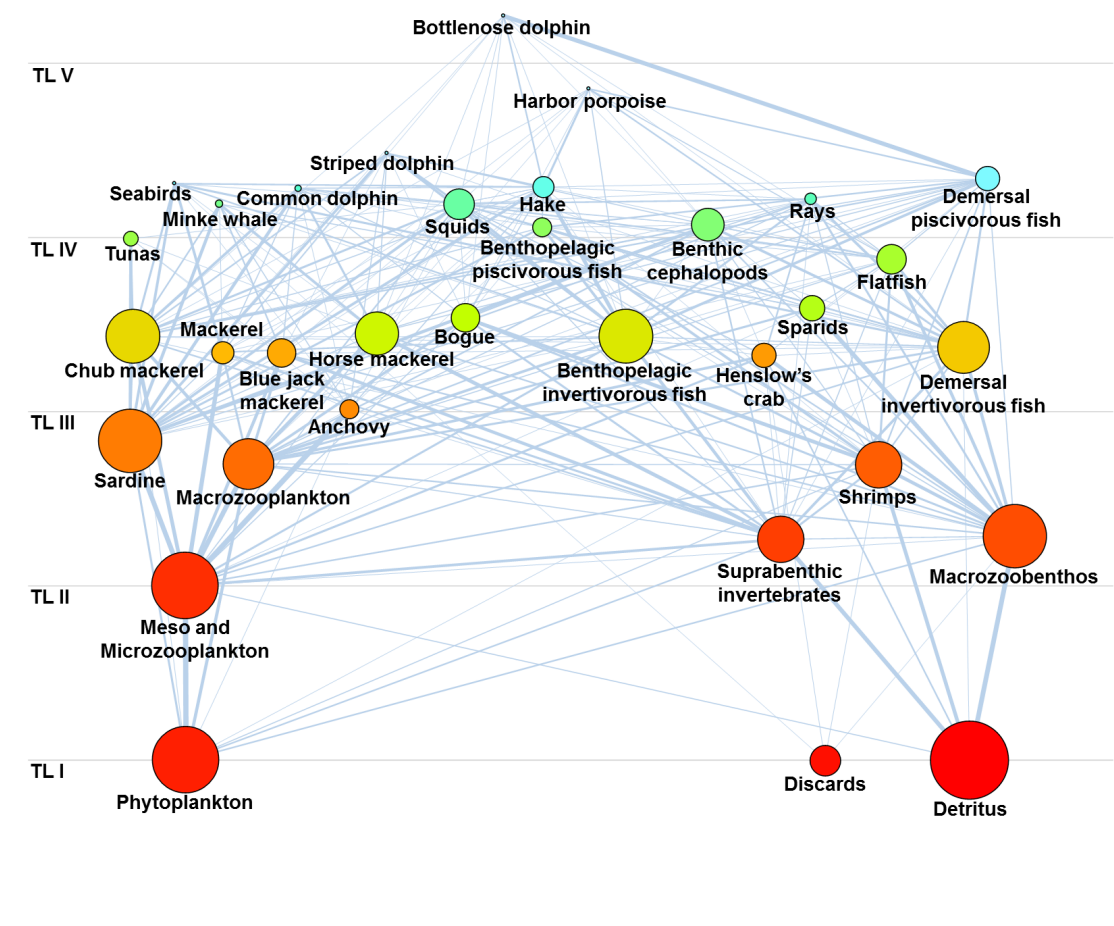 Bottlenose dolphin
TL V
Harbor porpoise
Striped dolphin
Seabirds
Common dolphin
Minke whale
Hake
Squids
Rays
Demersal
piscivorous fish
TL IV
Tunas
Benthopelagic
piscivorous fish
Benthic
cephalopods
Flatfish
Mackerel
Bogue
Sparids
Chub mackerel
Horse mackerel
Blue jack
mackerel
Benthopelagic
invertivorous fish
Henslow’s
crab
Demersal
invertivorous fish
TL III
Anchovy
Sardine
Macrozooplankton
Shrimps
Suprabenthic
invertebrates
Macrozoobenthos
TL II
Meso and
Microzooplankton
TL I
Phytoplankton
Discards
Detritus